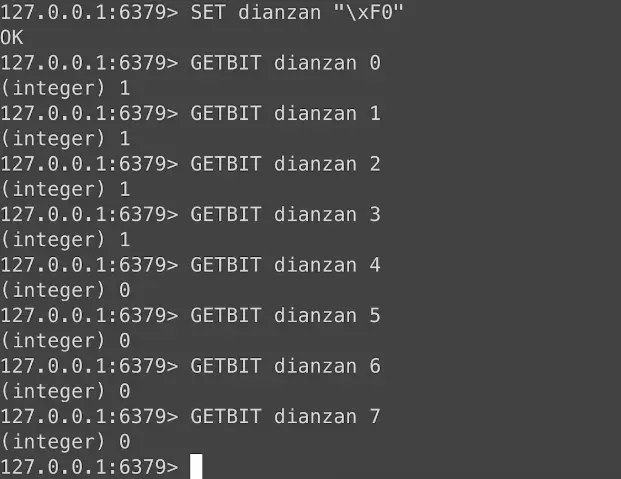 127.0.0.1:6379> SET dianzan "\xF0"
OK
127.0.0.1:6379> GETBIT dianzan 0
(integer) 1
127.0.0.1:6379> GETBIT dianzan 1
(integer) 1
127.0.0.1:6379> GETBIT dianzan 2
(integer) 1
127.0.0.1:6379> GETBIT dianzan 3
(integer) 1
127.0.0.1:6379> GETBIT dianzan 4
(integer) 0
127.0.0.1:6379> GETBIT dianzan 5
(integer) 0
127.0.0.1:6379> GETBIT dianzan 6
(integer) 0
127.0.0.1:6379> GETBIT dianzan 7
(integer) 0
127.0.0.1:6379>